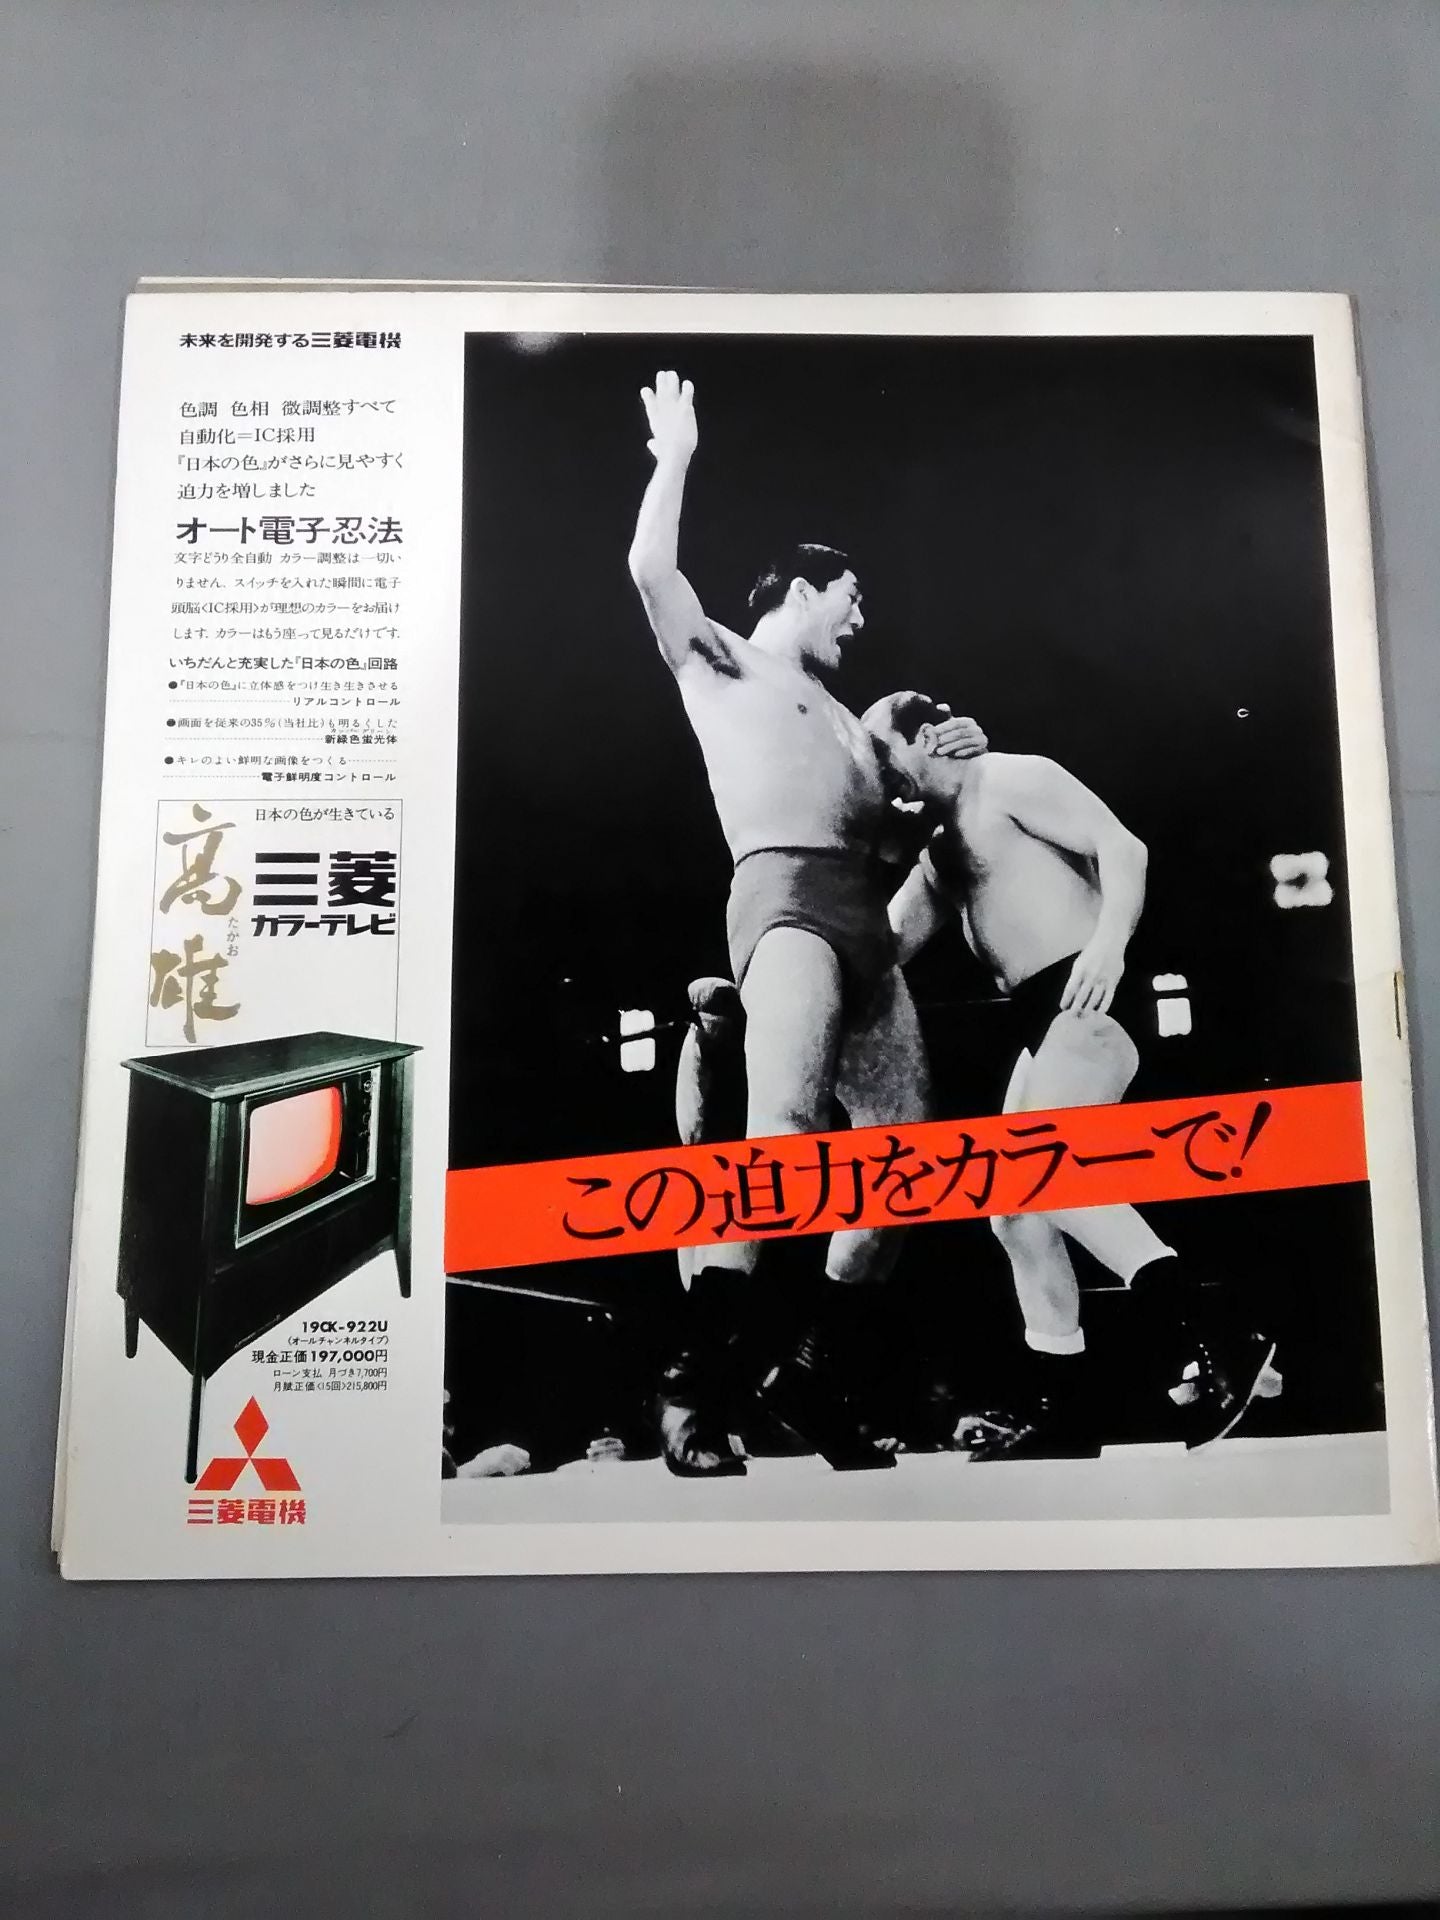 未来を開発する三菱電機
色調 色相 微調整すべて
自動化＝IC採用
『日本の色』がさらに見やすく
迫力を増しました
オート電子忍法
文字どうり全自動 カラー調整は一切い
りません。スイッチを入れた瞬間に電子
頭脳<IC採用>が理想のカラーをお届け
します。カラーはもう座って見るだけです。
いちだんと充実した『日本の色』回路
●『日本の色』に立体感をつけ生き生きさせる
リアルコントロール
●画面を従来の35％(当社比)も明るくした
新緑色蛍光体
●キレのよい鮮明な画像をつくる
電子鮮明度コントロール
日本の色が生きている
三菱
カラーテレビ
高雄
たかお
19CK-922U
(オールチャンネルタイプ)
現金正価197,000円
ローン支払 月づき7,700円
月賦正価<15回>215,800円
三菱電機
この迫力をカラーで!